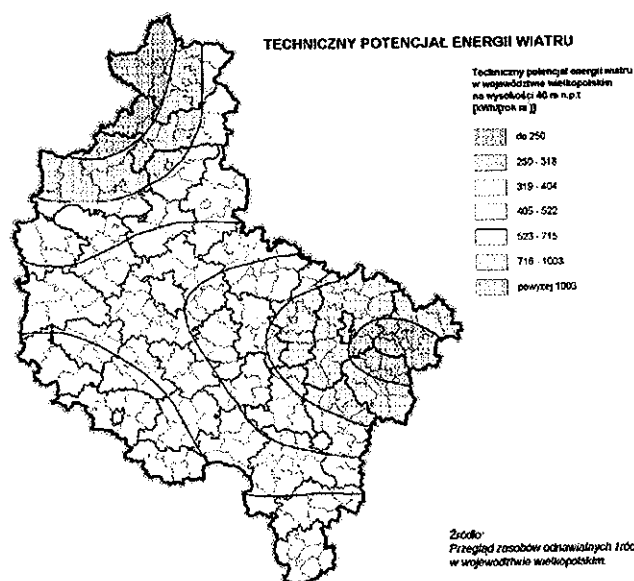 TECHNICZNY POTENCJAŁ ENERGII WIATRU
Techniczny potencjał energii wiatru
w województwie wielkopolskim
na wysokości 40 m n.p.t
do 250
250 - 318
319 - 404
405 - 522
523 - 715
716 - 1003
powyżej 1003
Źródło:
Przegląd zasobów odnawialnych źród
w województwie wielkopolskim.